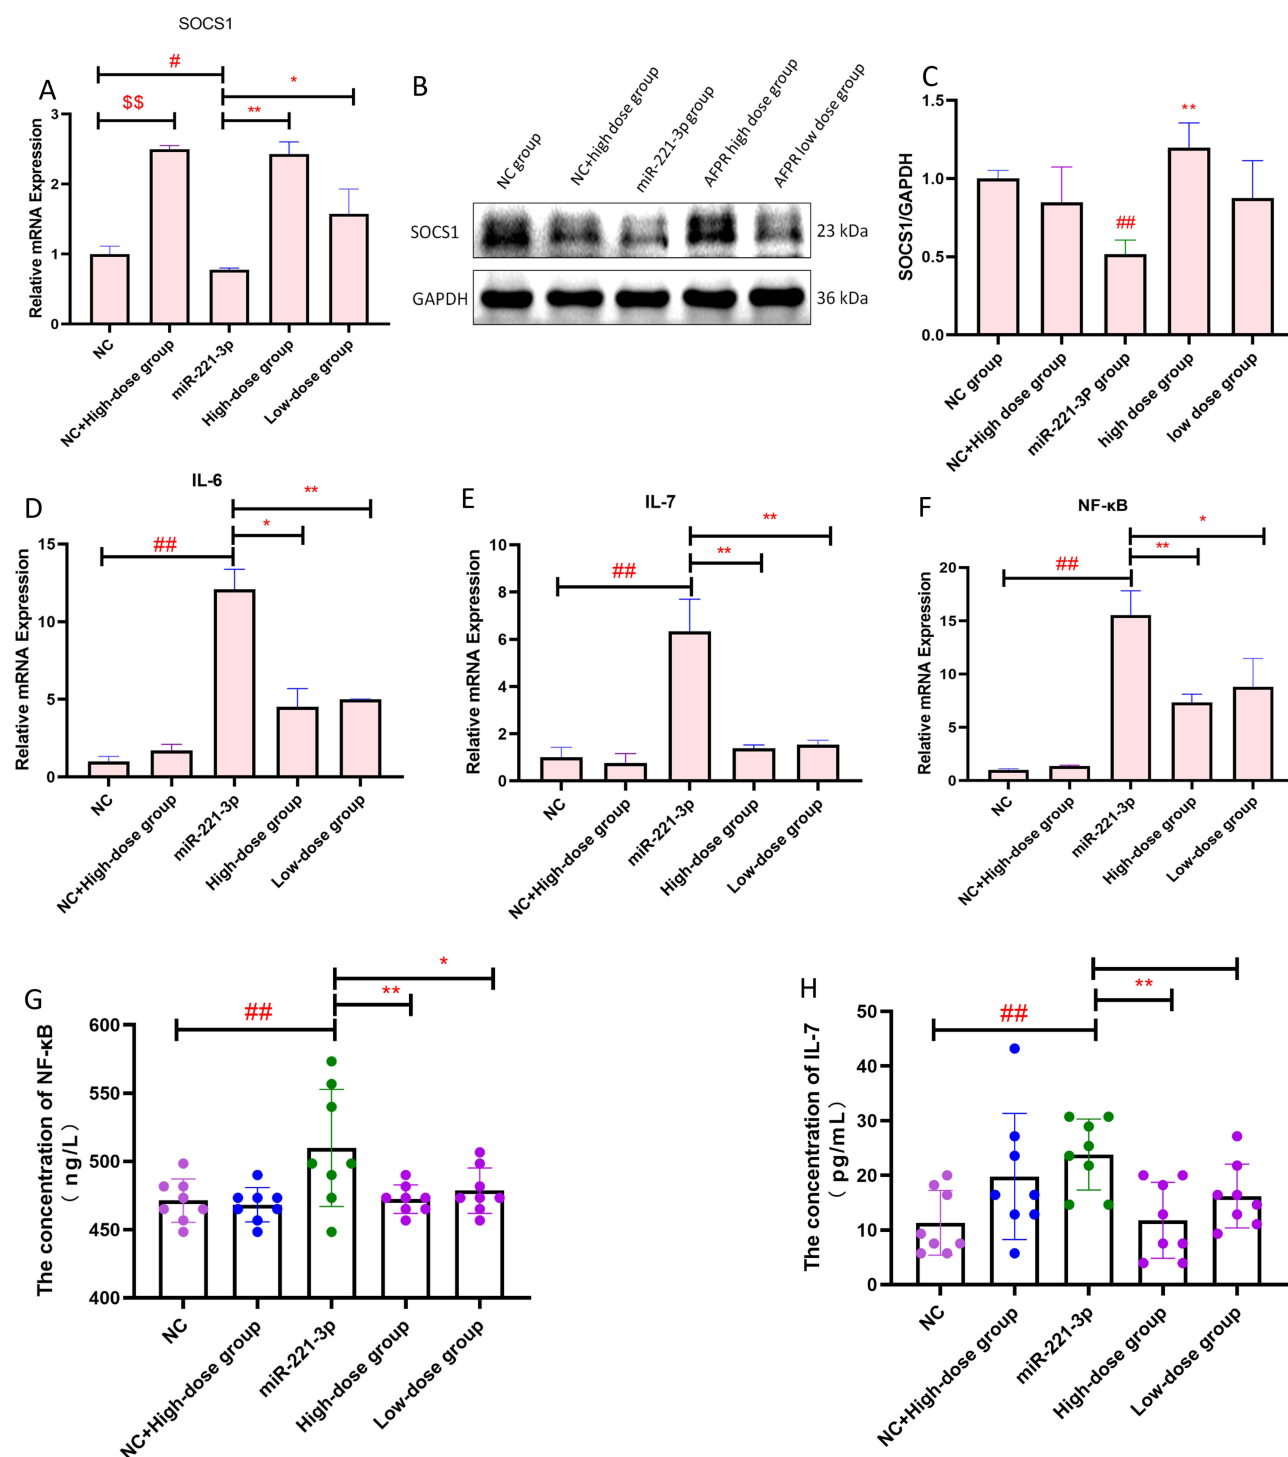 SOCS1
A
#
*
$$
**
Relative mRNA Expression
3
2
1
0
NC
NC+High-dose group
miR-221-3p
High-dose group
Low-dose group
B
NC group
NC+high dose group
miR-221-3p group
AFPR high dose group
AFPR low dose group
SOCS1
23 kDa
GAPDH
36 kDa
C
SOCS1/GAPDH
1.5
1.0
0.5
0.0
##
**
NC group
NC+High dose group
miR-221-3P group
high dose group
low dose group
D
IL-6
**
*
##
Relative mRNA Expression
15
10
5
0
NC
NC+High-dose group
miR-221-3p
High-dose group
Low-dose group
E
IL-7
**
**
##
Relative mRNA Expression
10
8
6
4
2
0
NC
NC+High-dose group
miR-221-3p
High-dose group
Low-dose group
F
NF-κB
*
**
##
Relative mRNA Expression
20
15
10
5
0
NC
NC+High-dose group
miR-221-3p
High-dose group
Low-dose group
G
*
**
##
The concentration of NF-κB
( ng/L)
600
550
500
450
400
NC
NC+High-dose group
miR-221-3p
High-dose group
Low-dose group
H
**
##
The concentration of IL-7
( pg/mL)
50
40
30
20
10
0
NC
NC+High-dose group
miR-221-3p
High-dose group
Low-dose group